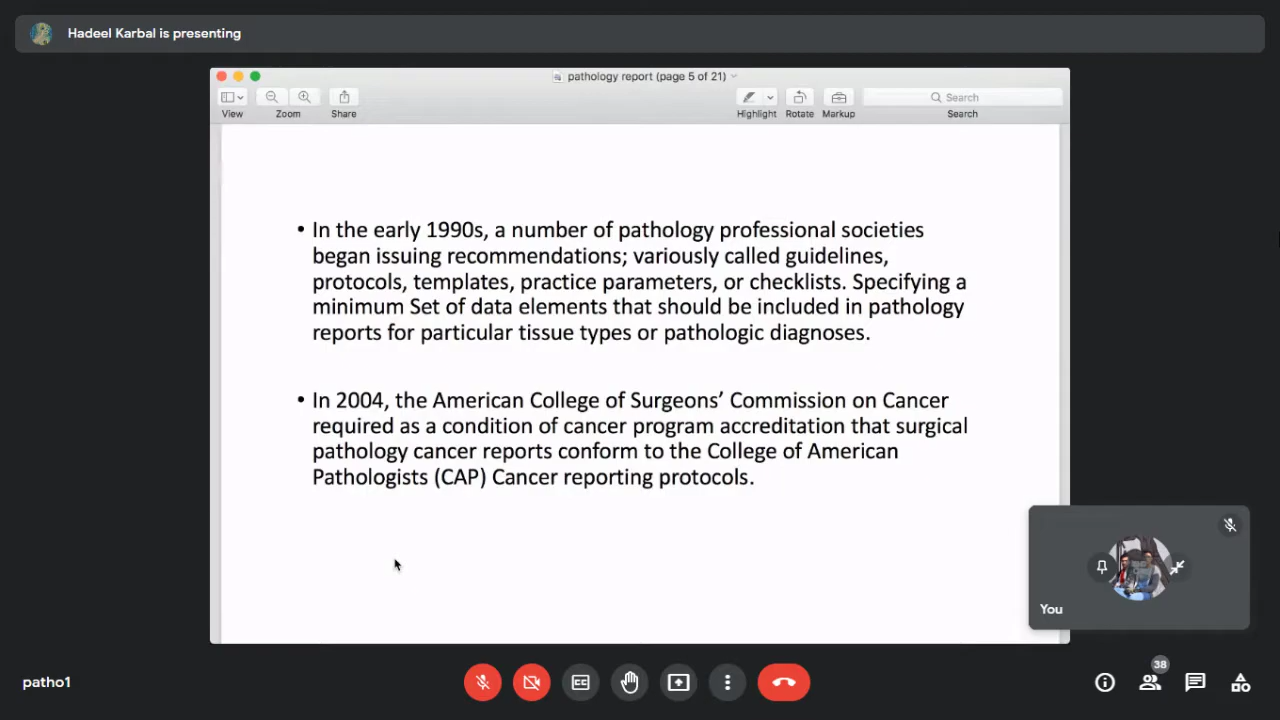 Hadeel Karbal is presenting
pathology report (page 5 of 21)
View
Zoom
Share
Highlight
Rotate
Markup
Search
Search
• In the early 1990s, a number of pathology professional societies
began issuing recommendations; variously called guidelines,
protocols, templates, practice parameters, or checklists. Specifying a
minimum Set of data elements that should be included in pathology
reports for particular tissue types or pathologic diagnoses.
• In 2004, the American College of Surgeons’ Commission on Cancer
required as a condition of cancer program accreditation that surgical
pathology cancer reports conform to the College of American
Pathologists (CAP) Cancer reporting protocols.
You
patho1
CC
38